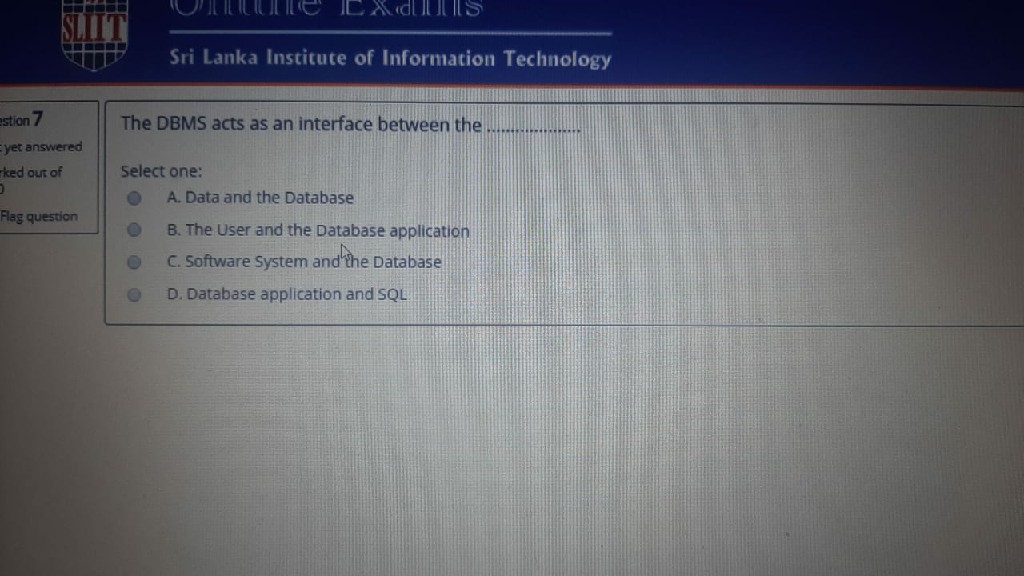 SLIIT
Online Exams
Sri Lanka Institute of Information Technology
estion 7
yet answered
rked out of
0
Flag question
The DBMS acts as an interface between the .....................
Select one:
A. Data and the Database
B. The User and the Database application
C. Software System and the Database
D. Database application and SQL